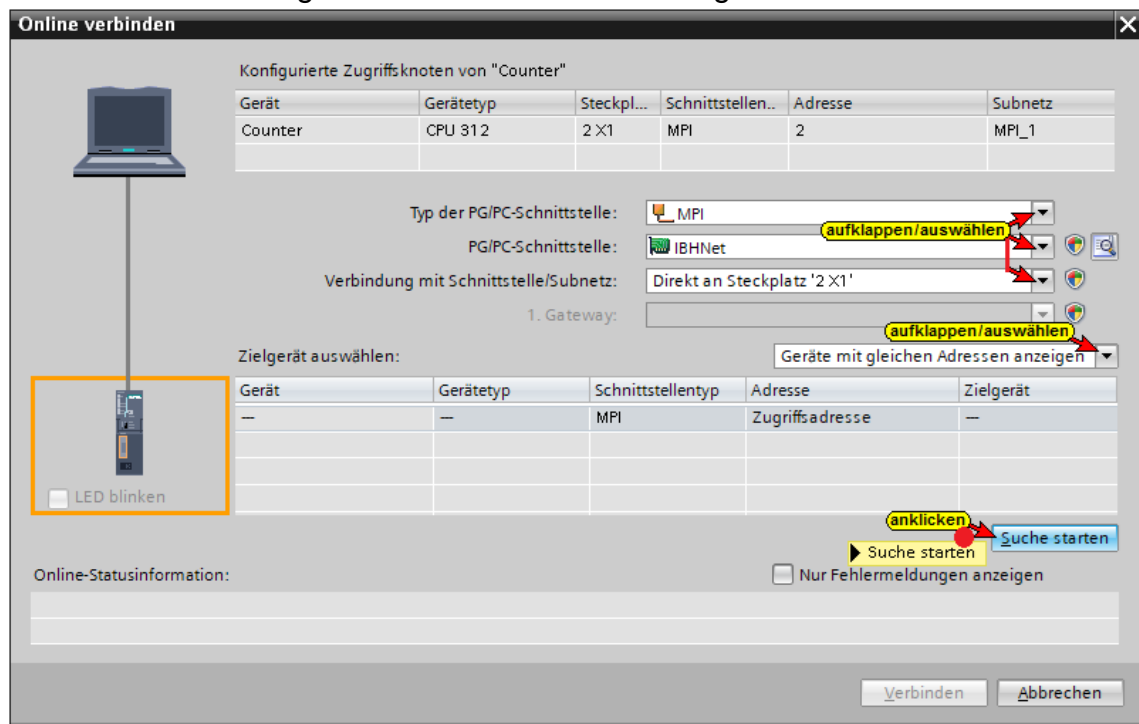 Online verbinden
Konfigurierte Zugriffsknoten von "Counter"
Gerät Gerätetyp Steckpl... Schnittstellen.. Adresse Subnetz
Counter CPU 312 2 X1 MPI 2 MPI_1
Typ der PG/PC-Schnittstelle: MPI
aufklappen/auswählen
PG/PC-Schnittstelle: IBHNet
Verbindung mit Schnittstelle/Subnetz: Direkt an Steckplatz '2 X1'
1. Gateway:
aufklappen/auswählen
Zielgerät auswählen: Geräte mit gleichen Adressen anzeigen
Gerät Gerätetyp Schnittstellentyp Adresse Zielgerät
— — MPI Zugriffsadresse —
LED blinken
anklicken
Suche starten
Suche starten
Online-Statusinformation: Nur Fehlermeldungen anzeigen
Verbinden Abbrechen